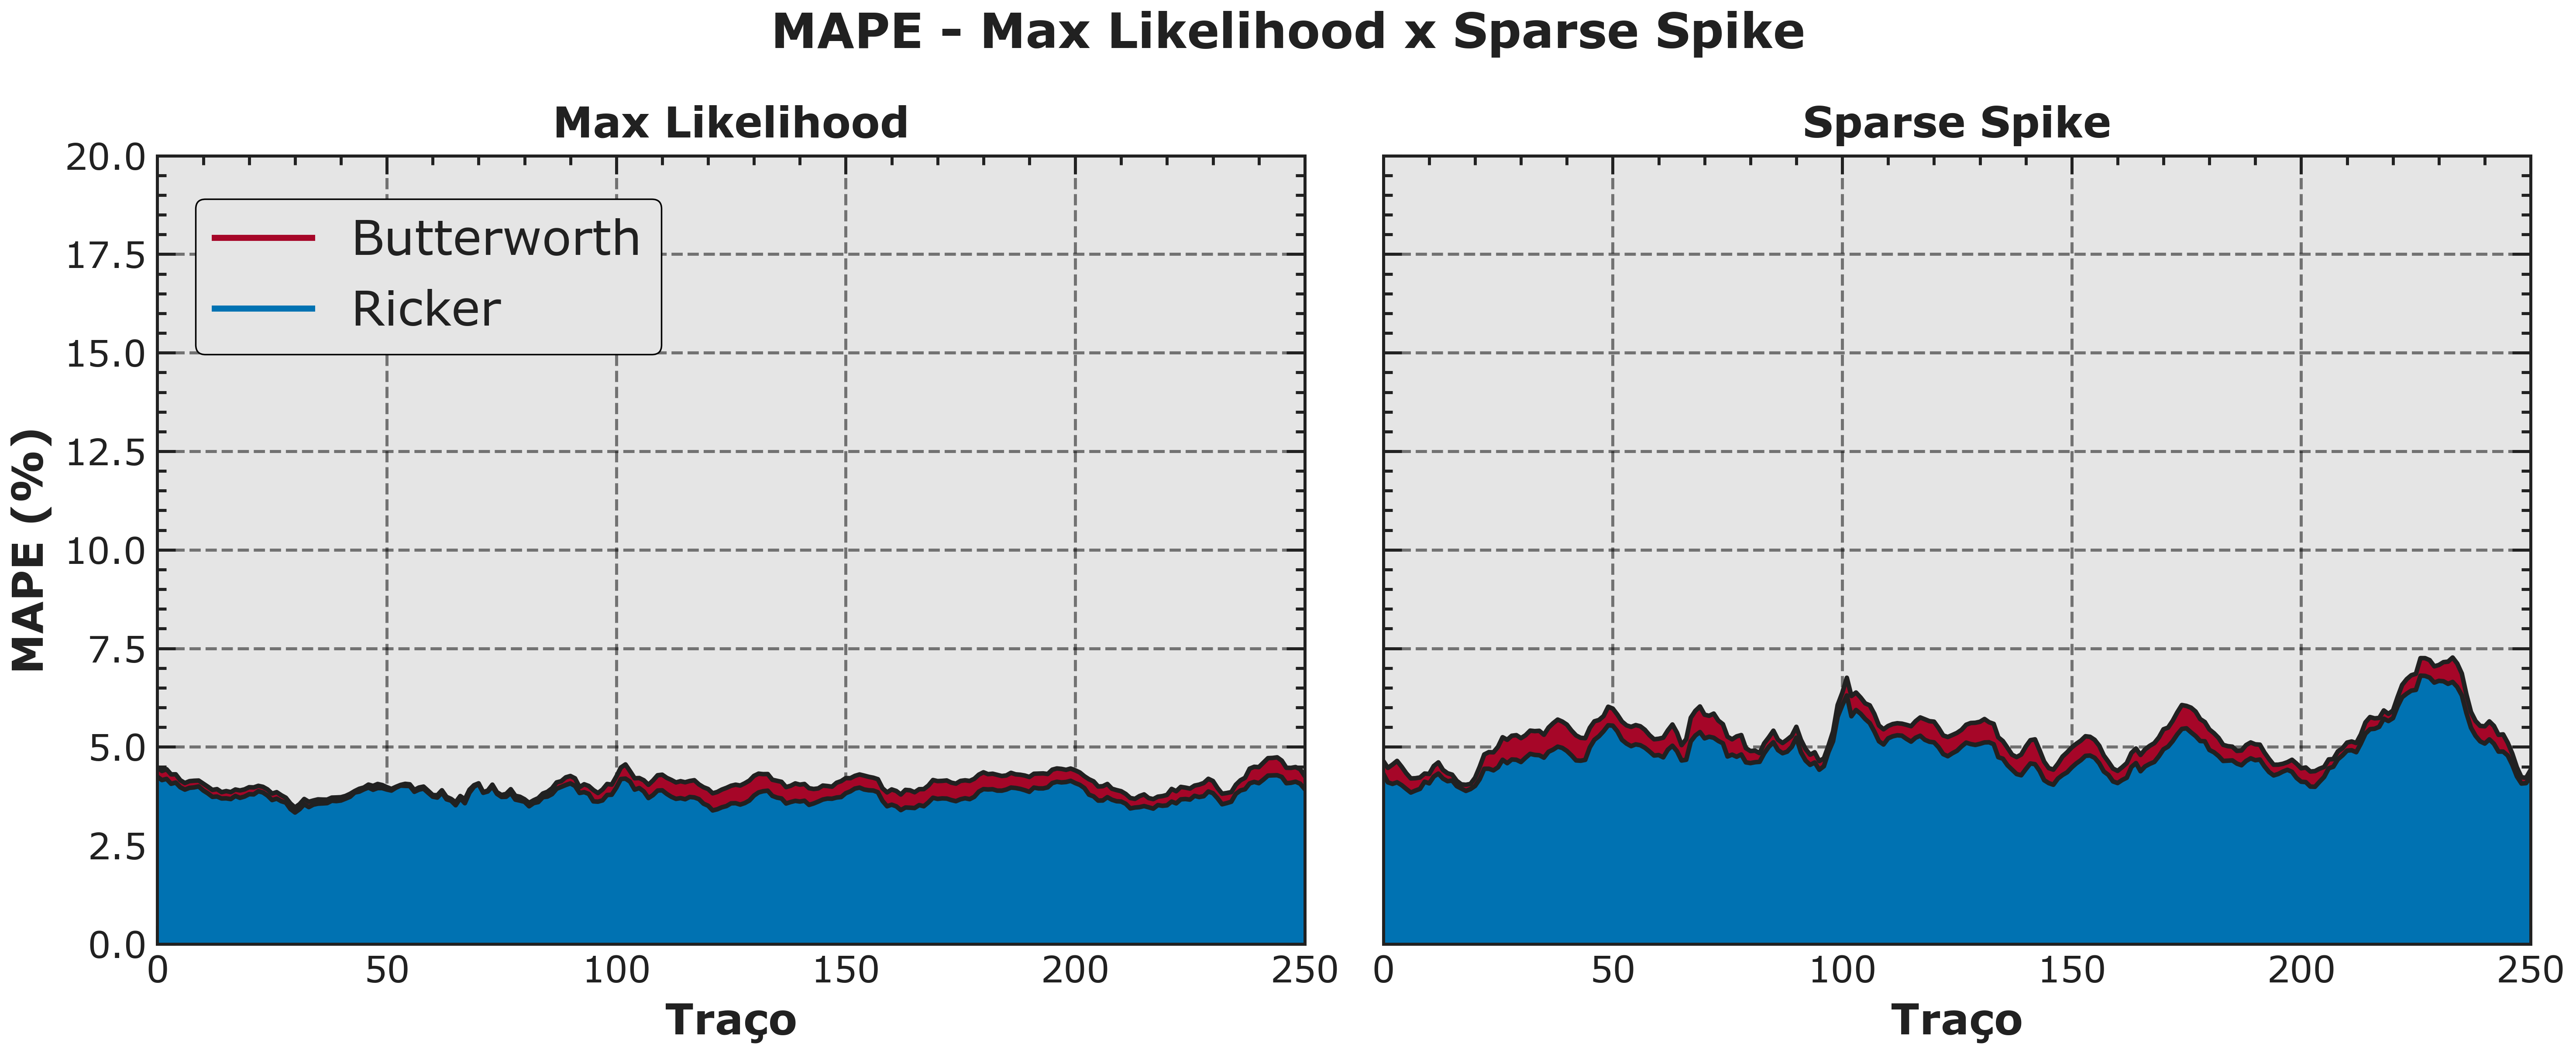 MAPE - Max Likelihood x Sparse Spike
Max Likelihood
Sparse Spike
20.0
17.5
15.0
12.5
10.0
7.5
5.0
2.5
0.0
MAPE (%)
Butterworth
Ricker
0 50 100 150 200 250
0 50 100 150 200 250
Traço
Traço